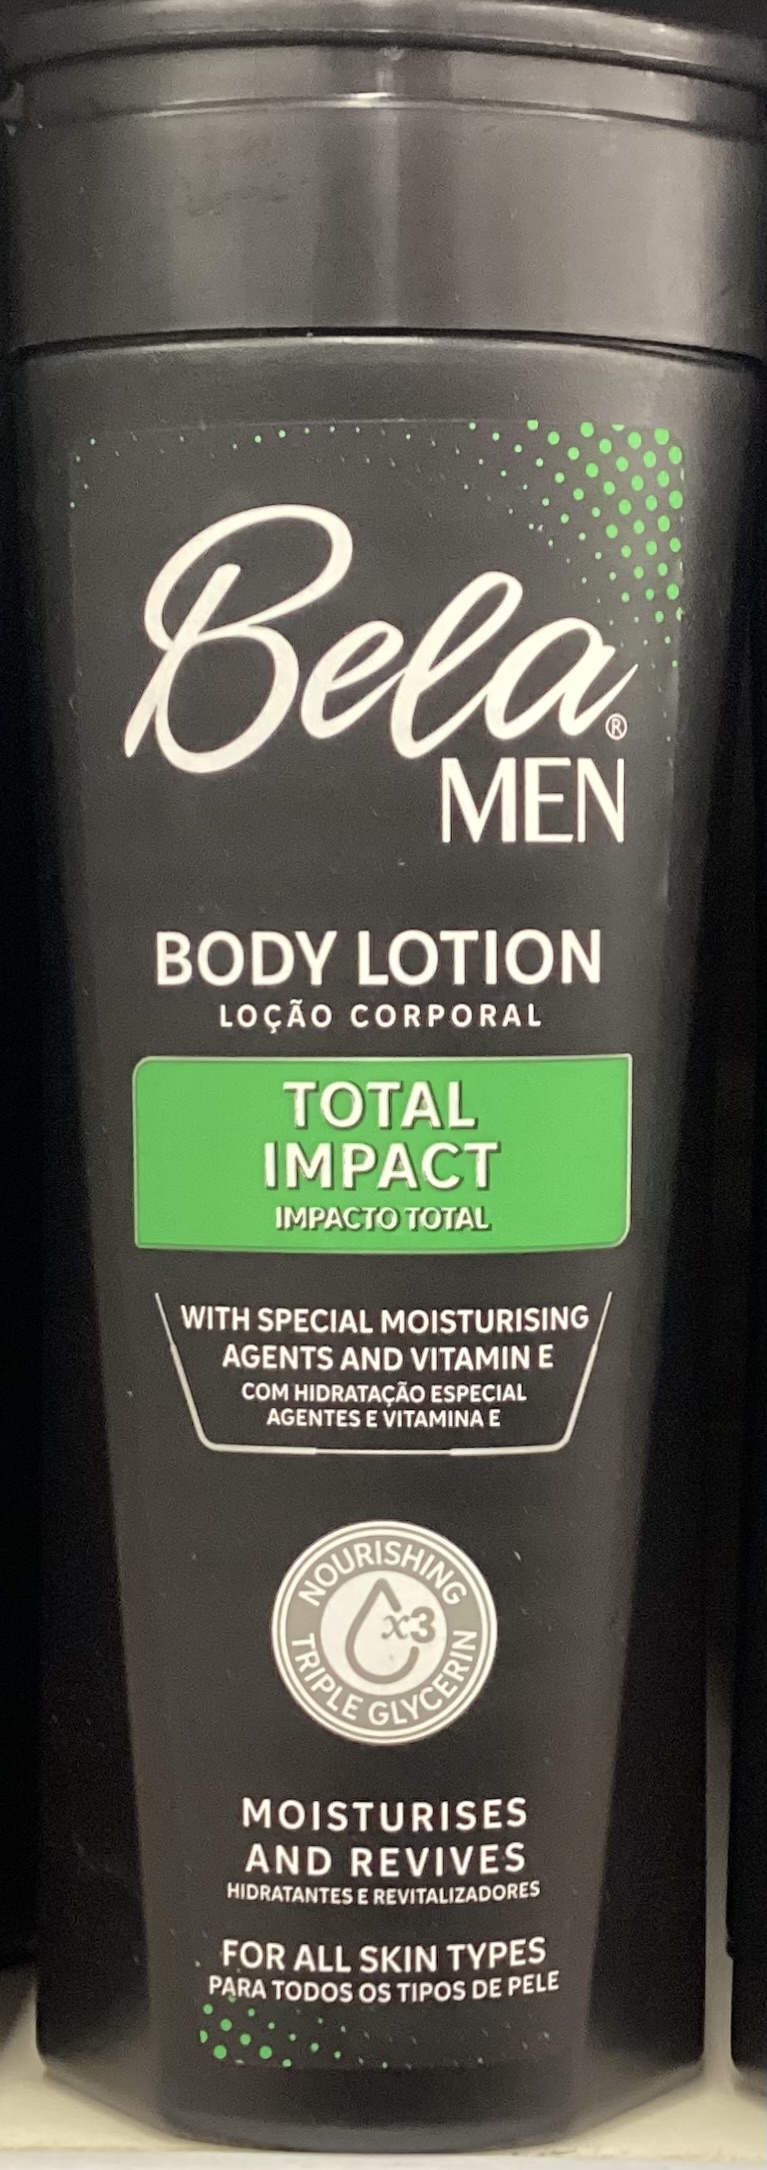 Bela®
MEN
BODY LOTION
LOÇÃO CORPORAL
TOTAL
IMPACT
IMPACTO TOTAL
WITH SPECIAL MOISTURISING
AGENTS AND VITAMIN E
COM HIDRATAÇÃO ESPECIAL
AGENTES E VITAMINA E
NOURISHING
x3
TRIPLE GLYCERIN
MOISTURISES
AND REVIVES
HIDRATANTES E REVITALIZADORES
FOR ALL SKIN TYPES
PARA TODOS OS TIPOS DE PELE